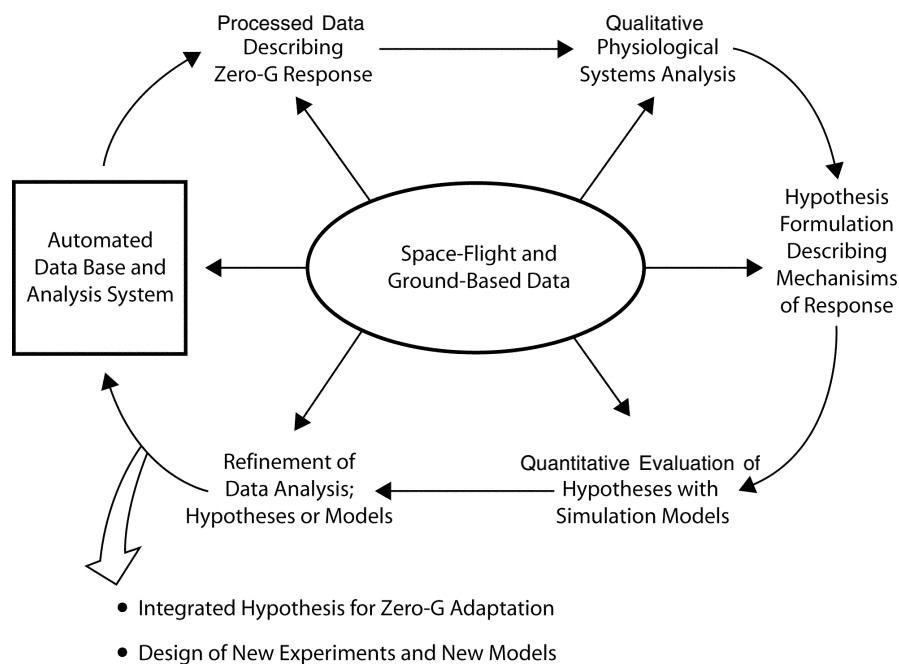 Processed Data
Describing
Zero-G Response
Qualitative
Physiological
Systems Analysis
Hypothesis
Formulation
Describing
Mechanisims
of Response
Automated
Data Base and
Analysis System
Space-Flight and
Ground-Based Data
Refinement of
Data Analysis;
Hypotheses or Models
Quantitative Evaluation of
Hypotheses with
Simulation Models
• Integrated Hypothesis for Zero-G Adaptation
• Design of New Experiments and New Models